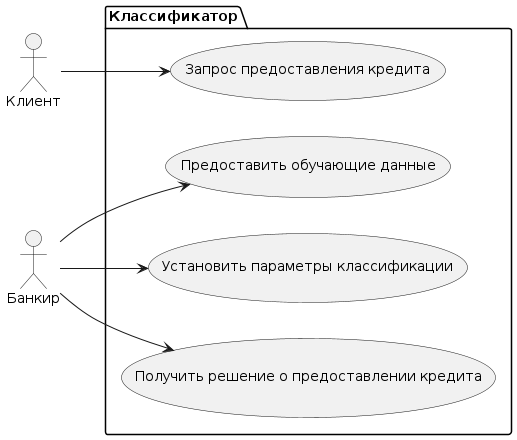 Классификатор
Запрос предоставления кредита
Клиент
Предоставить обучающие данные
Установить параметры классификации
Банкир
Получить решение о предоставлении кредита